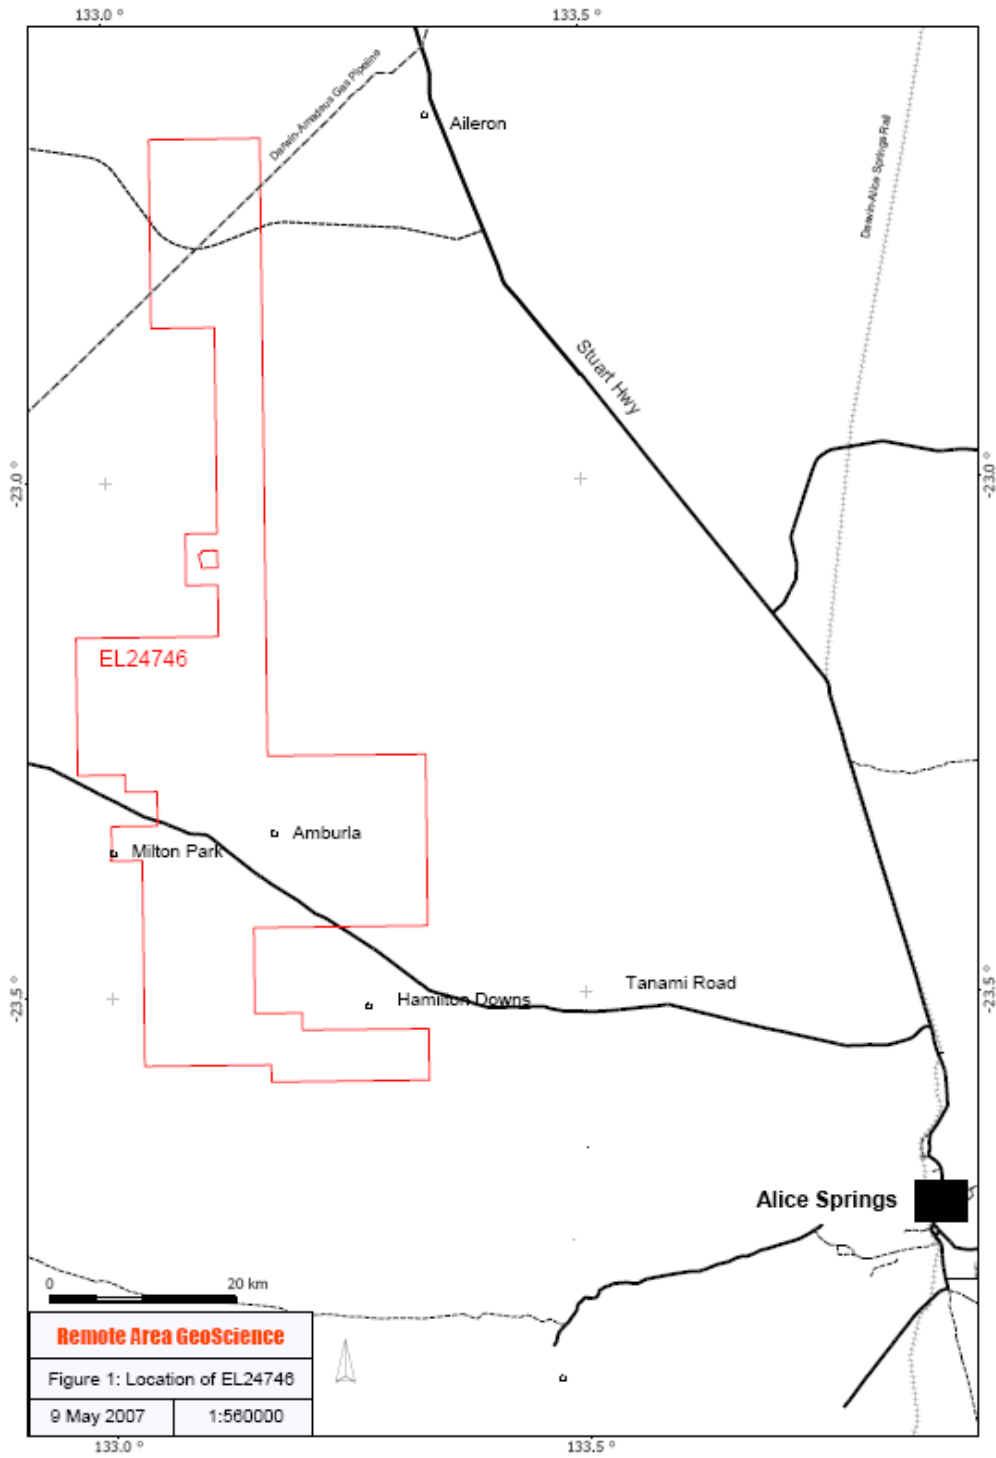 133.0 °
133.5 °
Darwin-Amadeus Gas Pipeline
Aileron
Darwin-Alice Springs Rail
Stuart Hwy
-23.0 °
-23.0 °
EL24746
Amburla
Milton Park
-23.5 °
-23.5 °
Tanami Road
Hamilton Downs
Alice Springs
0 20 km
Remote Area GeoScience
Figure 1: Location of EL24746
9 May 2007 1:560000
133.0 °
133.5 °